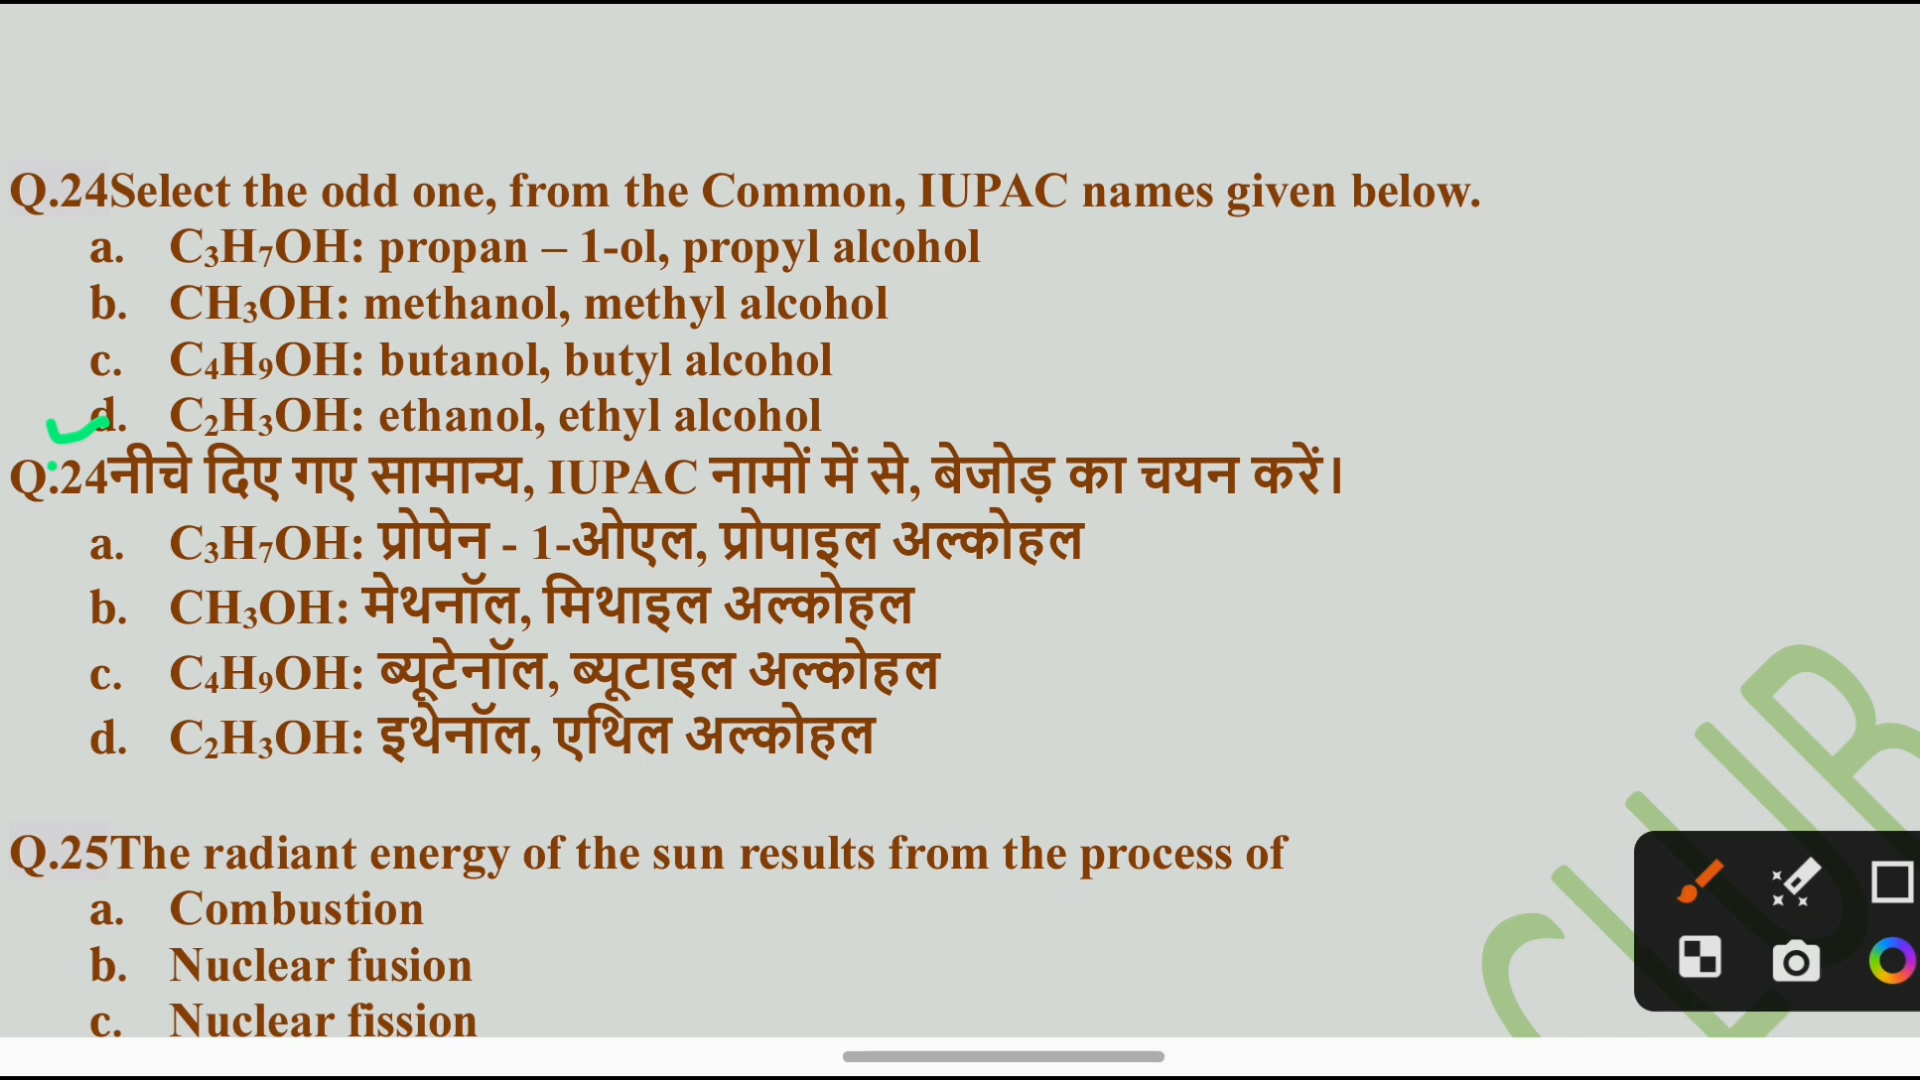 Q.24Select the odd one, from the Common, IUPAC names given below.
a. C₃H₇OH: propan – 1-ol, propyl alcohol
b. CH₃OH: methanol, methyl alcohol
c. C₄H₉OH: butanol, butyl alcohol
d. C₂H₃OH: ethanol, ethyl alcohol
Q.24नीचे दिए गए सामान्य, IUPAC नामों में से, बेजोड़ का चयन करें।
a. C₃H₇OH: प्रोपेन - 1-ओएल, प्रोपाइल अल्कोहल
b. CH₃OH: मेथनॉल, मिथाइल अल्कोहल
c. C₄H₉OH: ब्यूटेनॉल, ब्यूटाइल अल्कोहल
d. C₂H₃OH: इथेनॉल, एथिल अल्कोहल
Q.25The radiant energy of the sun results from the process of
a. Combustion
b. Nuclear fusion
c. Nuclear fission
CLUB